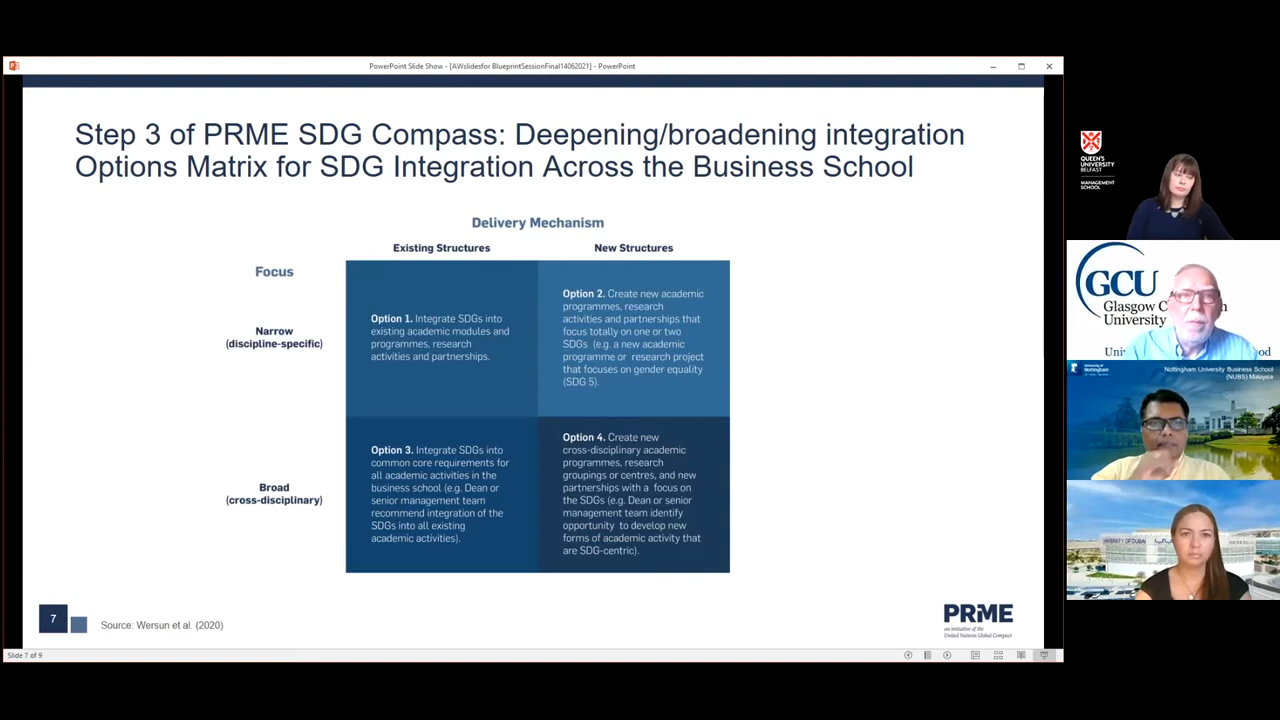 PowerPoint Slide Show - [AWslidesfor BlueprintSessionFinal14062021] - PowerPoint
Step 3 of PRME SDG Compass: Deepening/broadening integration
Options Matrix for SDG Integration Across the Business School
Delivery Mechanism
Existing Structures
New Structures
Focus
Narrow
(discipline-specific)
Option 1. Integrate SDGs into
existing academic modules and
programmes, research
activities and partnerships.
Option 2. Create new academic
programmes, research
activities and partnerships that
focus totally on one or two
SDGs (e.g. a new academic
programme or research project
that focuses on gender equality
(SDG 5).
Broad
(cross-disciplinary)
Option 3. Integrate SDGs into
common core requirements for
all academic activities in the
business school (e.g. Dean or
senior management team
recommend integration of the
SDGs into all existing
academic activities).
Option 4. Create new
cross-disciplinary academic
programmes, research
groupings or centres, and new
partnerships with a focus on
the SDGs (e.g. Dean or senior
management team identify
opportunity to develop new
forms of academic activity that
are SDG-centric).
7
Source: Wersun et al. (2020)
PRME
an initiative of the
United Nations Global Compact
Slide 7 of 9
QUEEN'S
UNIVERSITY
BELFAST
MANAGEMENT
SCHOOL
GCU
Glasgow C
University
Nottingham University Business School
(NUBS) Malaysia